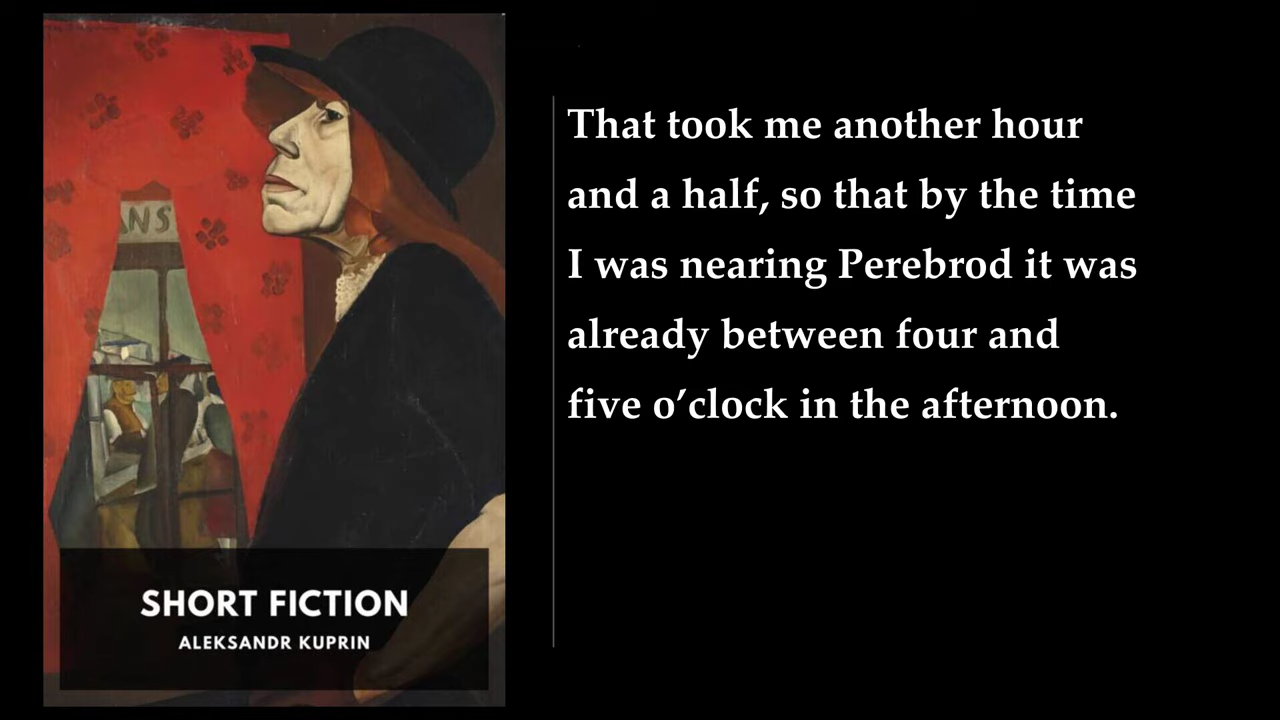 ANS
SHORT FICTION
ALEKSANDR KUPRIN
That took me another hour
and a half, so that by the time
I was nearing Perebrod it was
already between four and
five o’clock in the afternoon.